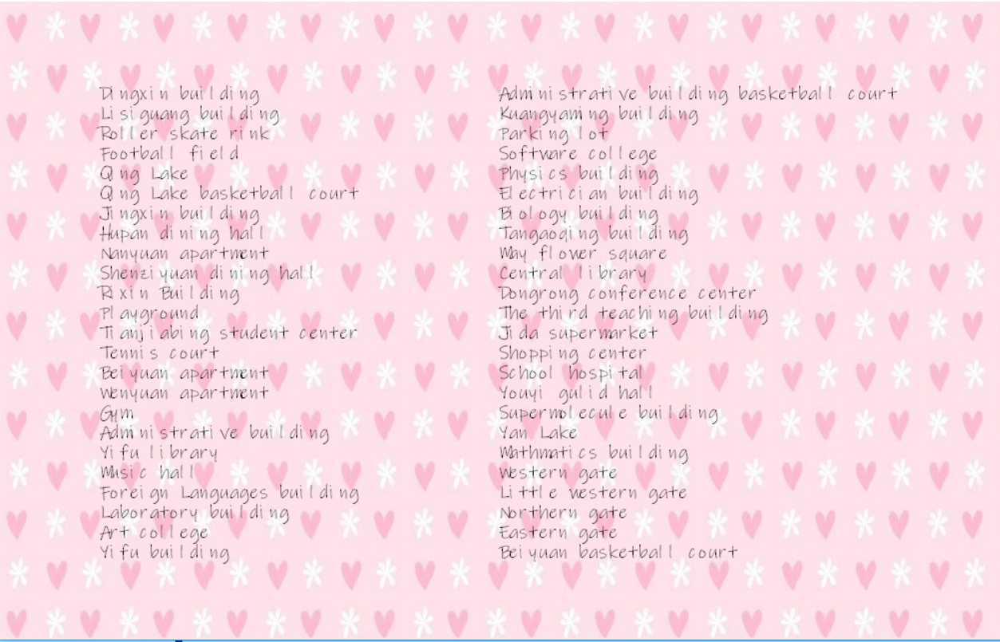 Dingxin building
Lisiguang building
Roller skate rink
Football field
Qing Lake
Qing Lake basketball court
Jingxin building
Hupan dining hall
Nanyuan apartment
Shenziyuan dining hall
Rixin Building
Playground
Tianjiabing student center
Tennis court
Beiyuan apartment
Wenyuan apartment
Gym
Administrative building
Yifu library
Music hall
Foreign Languages building
Laboratory building
Art college
Yifu building
Administrative building basketball court
Kuangyaming building
Parking lot
Software college
Physics building
Electrician building
Biology building
Tangaoqing building
May flower square
Central library
Dongrong conference center
The third teaching building
Jida supermarket
Shopping center
School hospital
Youyi gulid hall
Supermolecule building
Yan Lake
Mathmatics building
Western gate
Little western gate
Northern gate
Eastern gate
Beiyuan basketball court